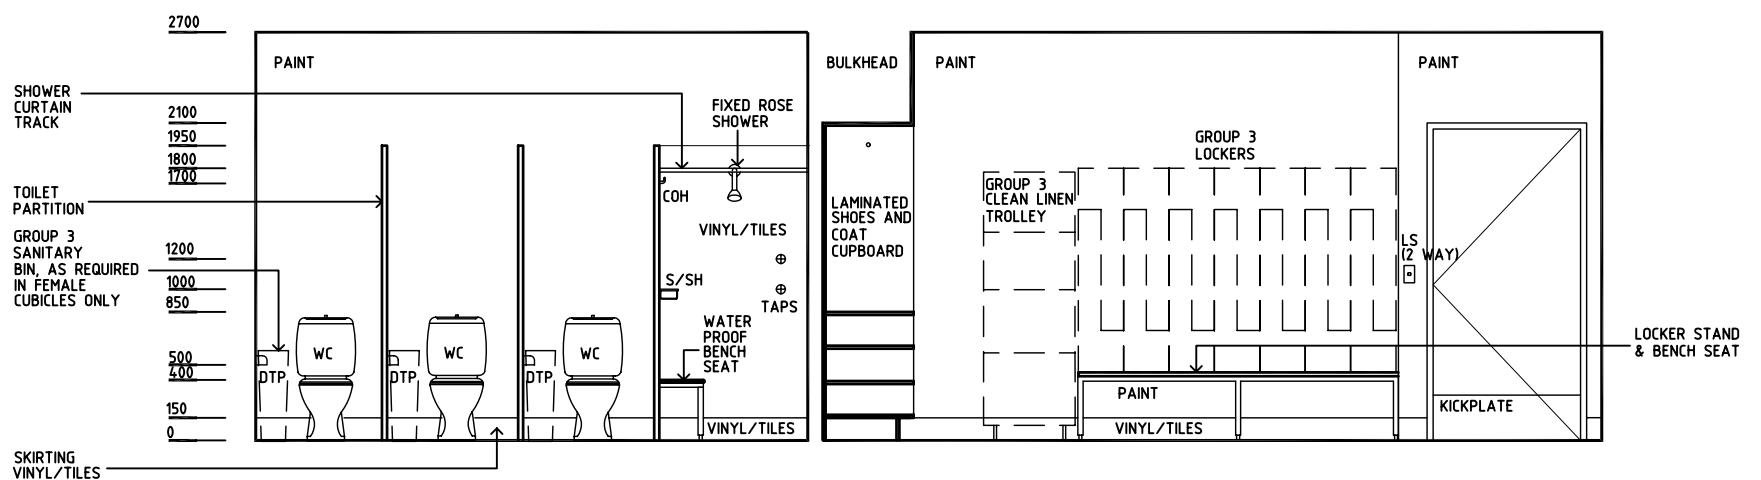 2700
PAINT
BULKHEAD
PAINT
PAINT
SHOWER
CURTAIN
TRACK
2100
FIXED ROSE
SHOWER
1950
1800
1700
GROUP 3
LOCKERS
TOILET
PARTITION
COH
GROUP 3
CLEAN LINEN
TROLLEY
LAMINATED
SHOES AND
COAT
CUPBOARD
VINYL/TILES
GROUP 3
SANITARY
BIN, AS REQUIRED
IN FEMALE
CUBICLES ONLY
1200
1000
850
LS
(2 WAY)
S/SH
TAPS
WATER
PROOF
BENCH
SEAT
LOCKER STAND
& BENCH SEAT
WC
WC
WC
500
400
DTP
DTP
DTP
PAINT
KICKPLATE
150
0
VINYL/TILES
VINYL/TILES
SKIRTING
VINYL/TILES